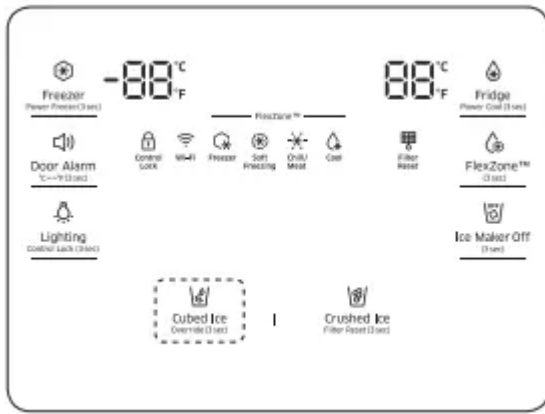 -88 °C °F
88 °C °F
Freezer
Power Freeze (3 sec)
Fridge
Power Cool (3 sec)
FlexZone™
Door Alarm
°C↔°F (3 sec)
Control Lock
Wi-Fi
Freezer
Soft Freezing
Chill/Meat
Cool
Filter Reset
FlexZone™
(3 sec)
Lighting
Control Lock (3 sec)
Ice Maker Off
(3 sec)
Cubed Ice
Override (3 sec)
Crushed Ice
Filter Reset (3 sec)